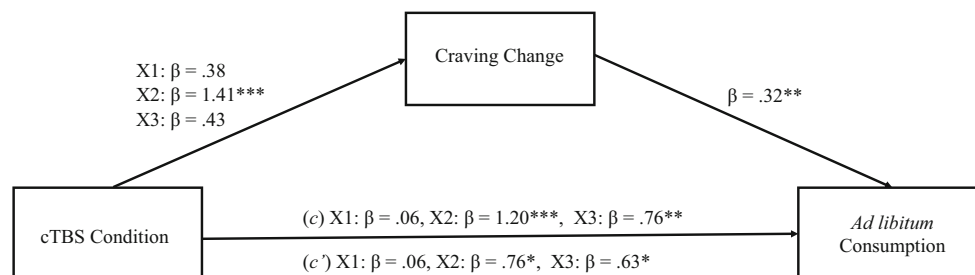 Craving Change
X1: β = .38
X2: β = 1.41***
X3: β = .43
β = .32**
cTBS Condition
(c) X1: β = .06, X2: β = 1.20***, X3: β = .76**
(c’) X1: β = .06, X2: β = .76*, X3: β = .63*
Ad libitum
Consumption